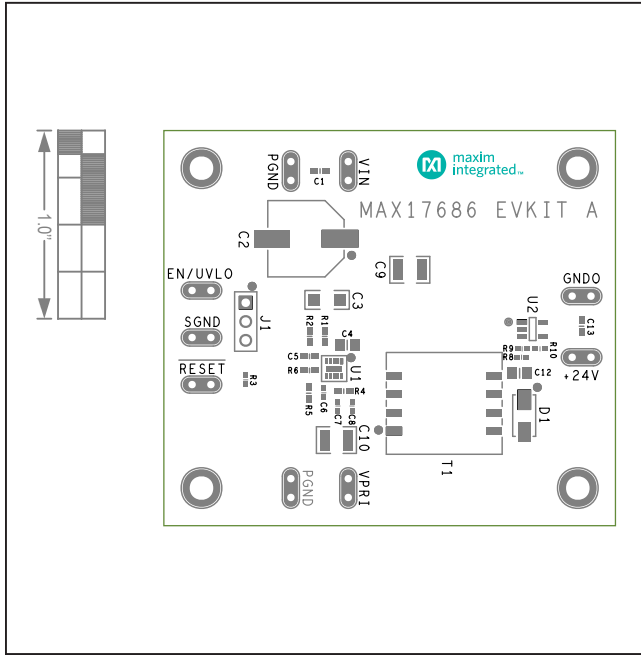 1.0"
PGND
C1
VIN
maxim
integrated™
MAX17686 EVKIT A
C2
C9
EN/UVLO
GNDO
C3
J1
U2
SGND
R2
R1
C4
C13
R9
R10
R8
RESET
C5
R6
U1
+24V
R3
C12
R5
C6
R4
C7
C8
D1
C10
T1
PGND
VPRI